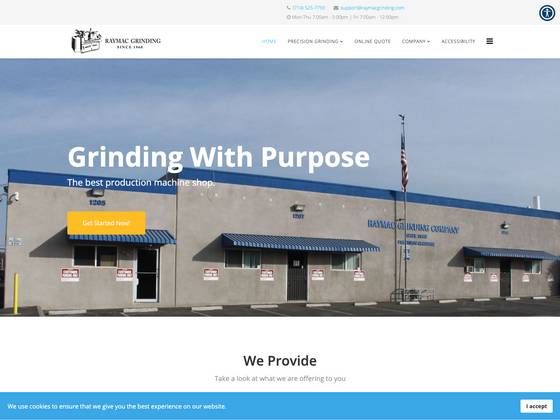 (714) 525-7750 support@raymacgrinding.com
Mon-Thu 7:00am - 5:00pm | Fri 7:00am - 12:00pm
RAYMAC GRINDING
SINCE 1968
HOME PRECISION GRINDING ONLINE QUOTE COMPANY ACCESSIBILITY
Grinding With Purpose
The best production machine shop.
1205
1207
RAYMAC GRINDING COMPANY
Get Started Now!
We Provide
Take a look at what we are offering to you
We use cookies to ensure that we give you the best experience on our website.
I accept